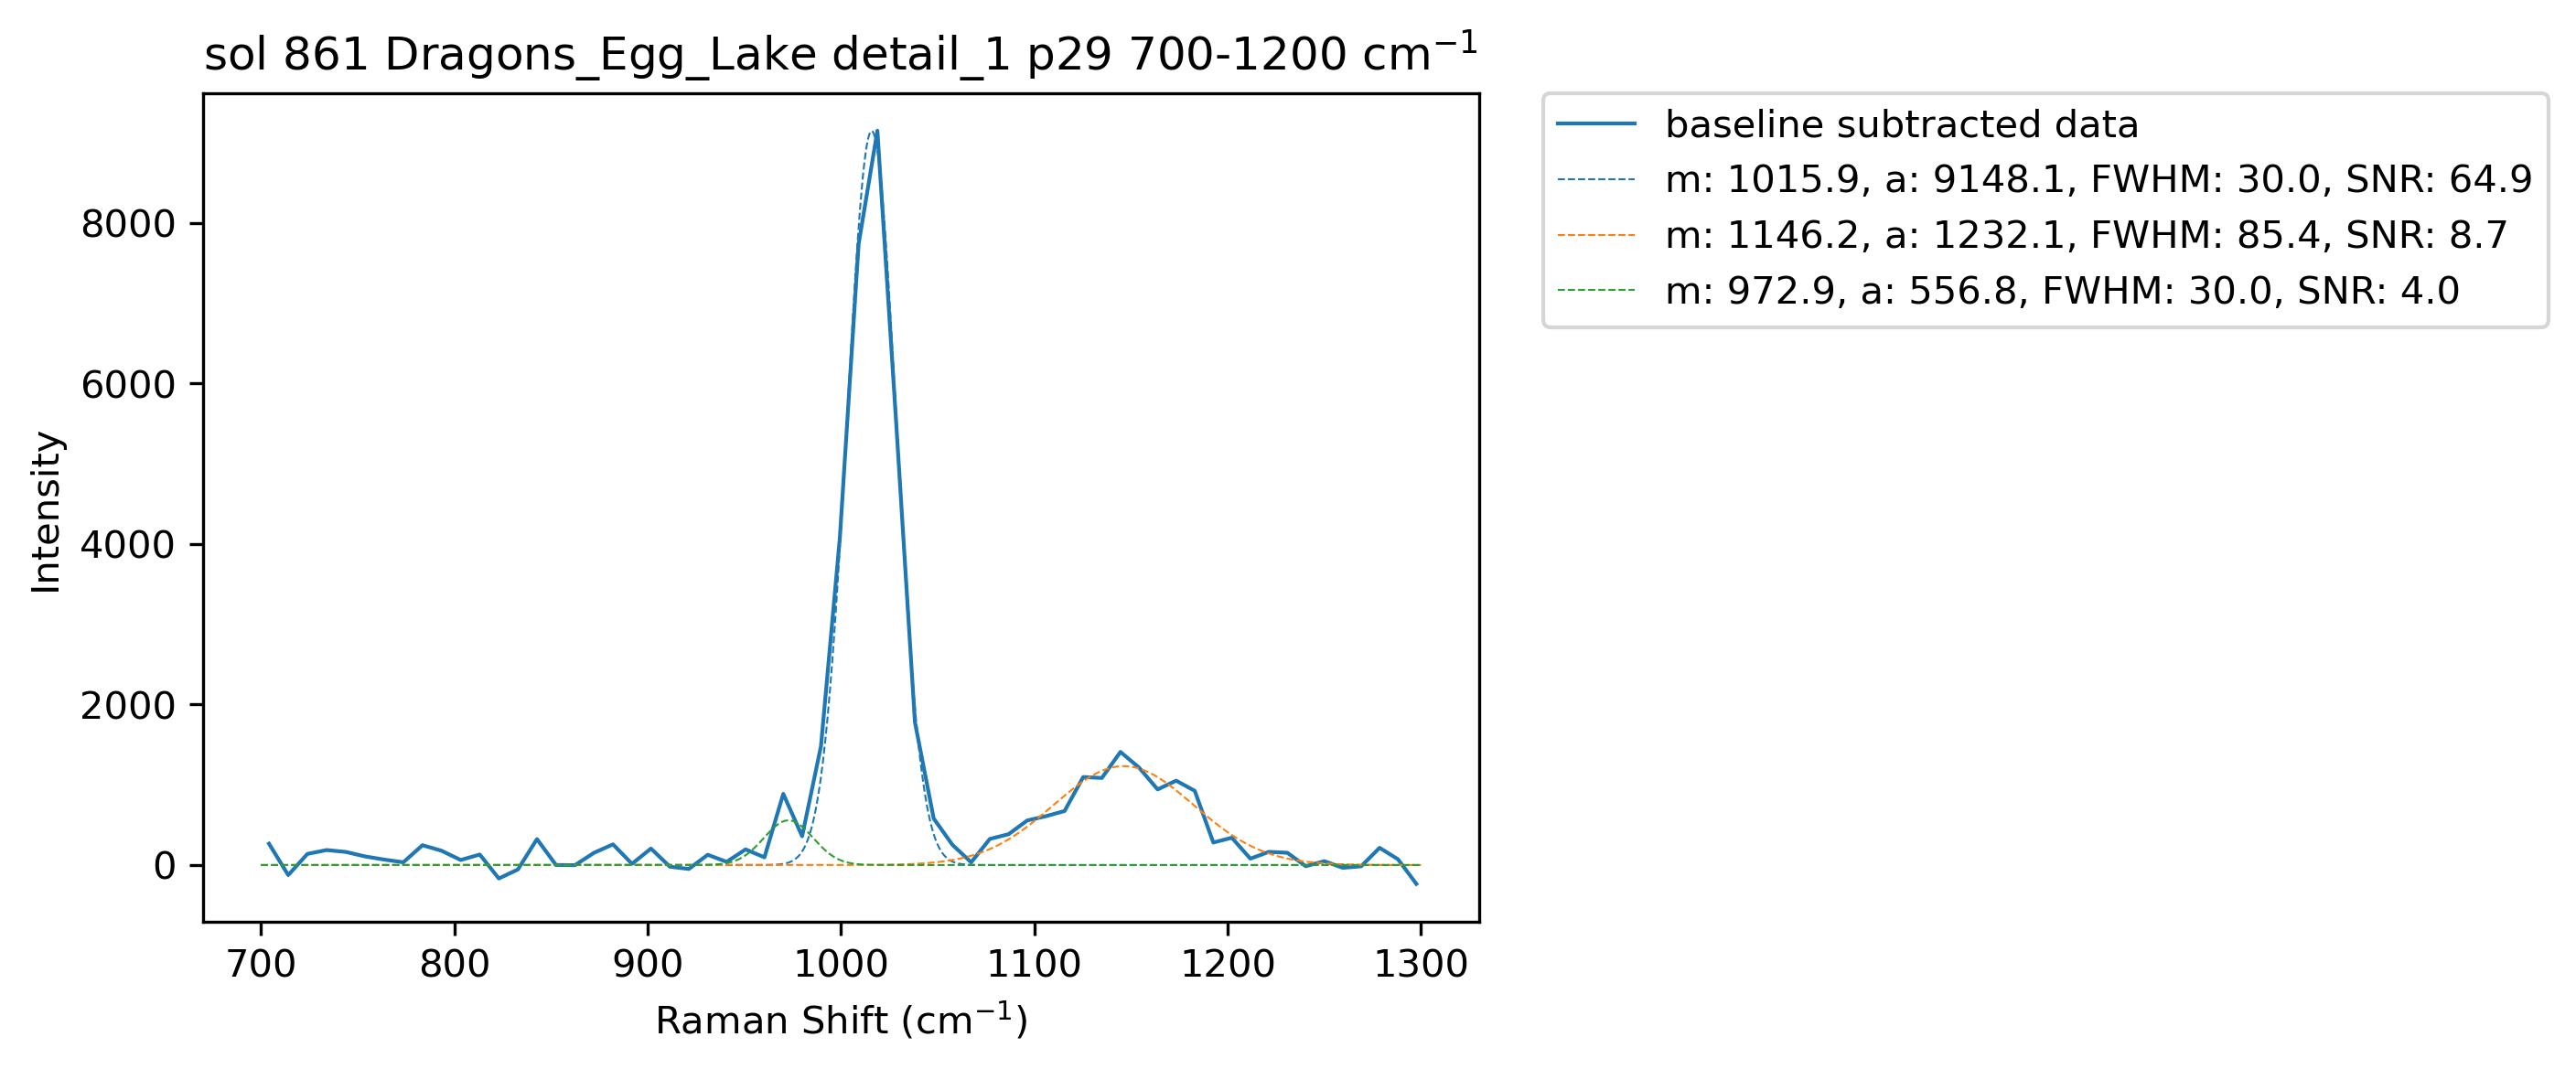 sol 861 Dragons_Egg_Lake detail_1 p29 700-1200 cm⁻¹
baseline subtracted data
m: 1015.9, a: 9148.1, FWHM: 30.0, SNR: 64.9
m: 1146.2, a: 1232.1, FWHM: 85.4, SNR: 8.7
m: 972.9, a: 556.8, FWHM: 30.0, SNR: 4.0
Intensity
8000
6000
4000
2000
0
700 800 900 1000 1100 1200 1300
Raman Shift (cm⁻¹)